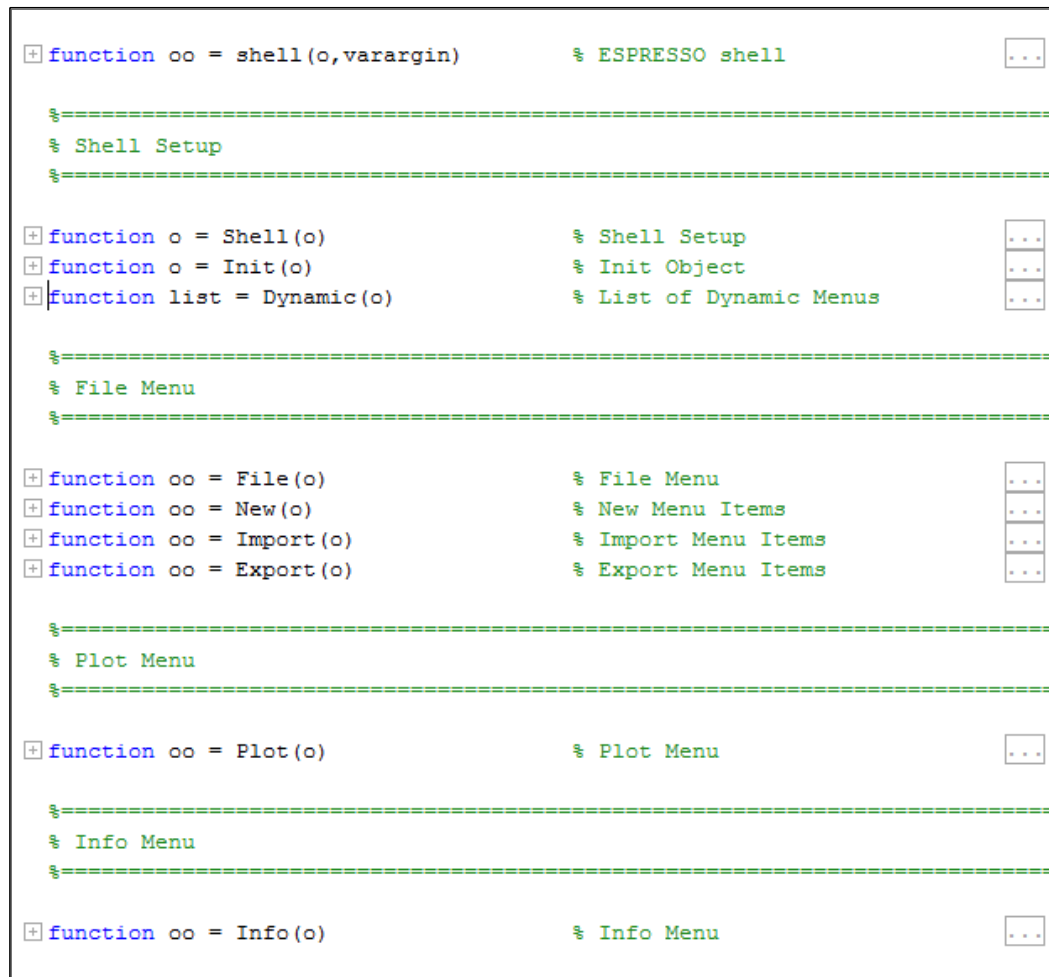 function oo = shell(o,varargin) % ESPRESSO shell ...
%==========================================================================
% Shell Setup
%==========================================================================
function o = Shell(o) % Shell Setup ...
function o = Init(o) % Init Object ...
function list = Dynamic(o) % List of Dynamic Menus ...
%==========================================================================
% File Menu
%==========================================================================
function oo = File(o) % File Menu ...
function oo = New(o) % New Menu Items ...
function oo = Import(o) % Import Menu Items ...
function oo = Export(o) % Export Menu Items ...
%==========================================================================
% Plot Menu
%==========================================================================
function oo = Plot(o) % Plot Menu ...
%==========================================================================
% Info Menu
%==========================================================================
function oo = Info(o) % Info Menu ...